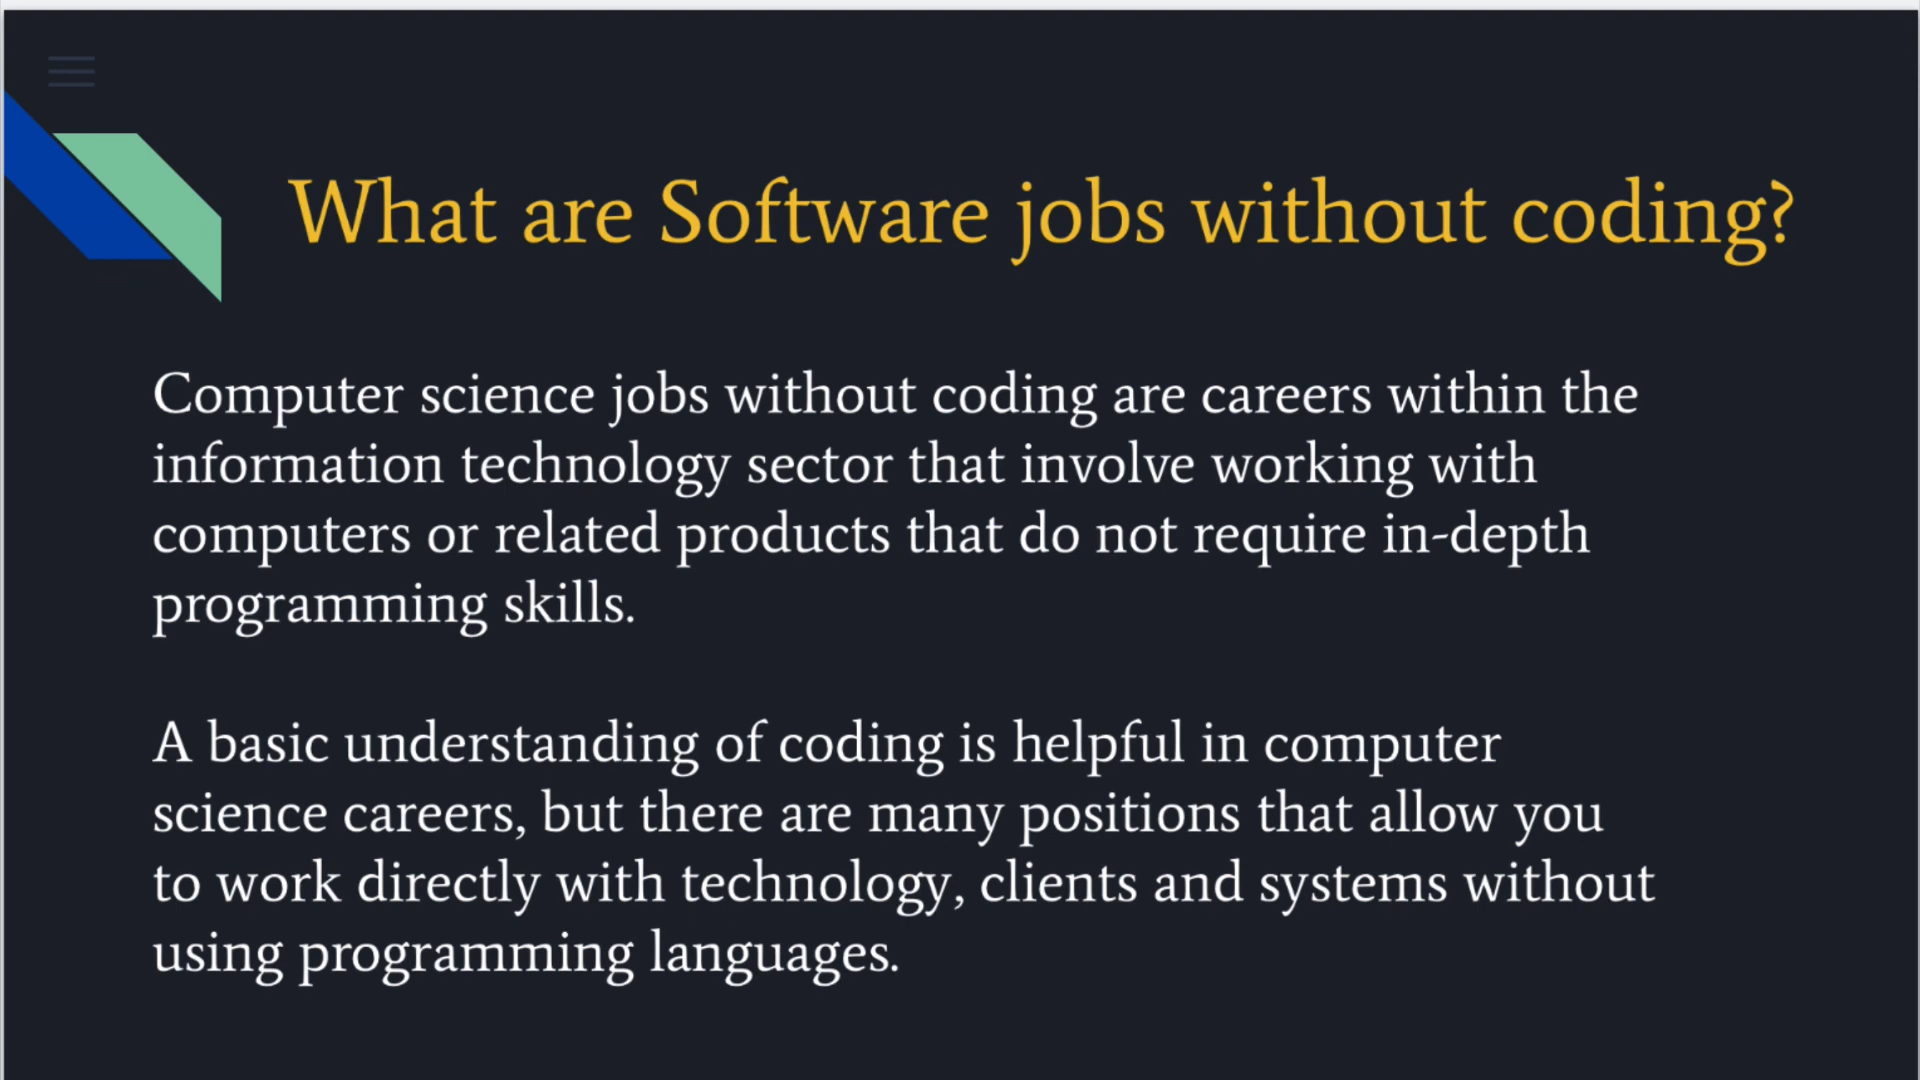 What are Software jobs without coding?
Computer science jobs without coding are careers within the
information technology sector that involve working with
computers or related products that do not require in-depth
programming skills.
A basic understanding of coding is helpful in computer
science careers, but there are many positions that allow you
to work directly with technology, clients and systems without
using programming languages.